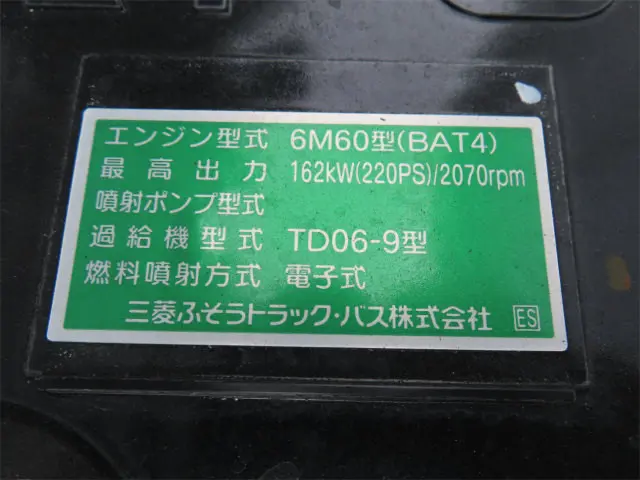 エンジン型式 6M60型(BAT4)
最高出力 162kW(220PS)/2070rpm
噴射ポンプ型式
過給機型式 TD06-9型
燃料噴射方式 電子式
三菱ふそうトラック・バス株式会社 ES